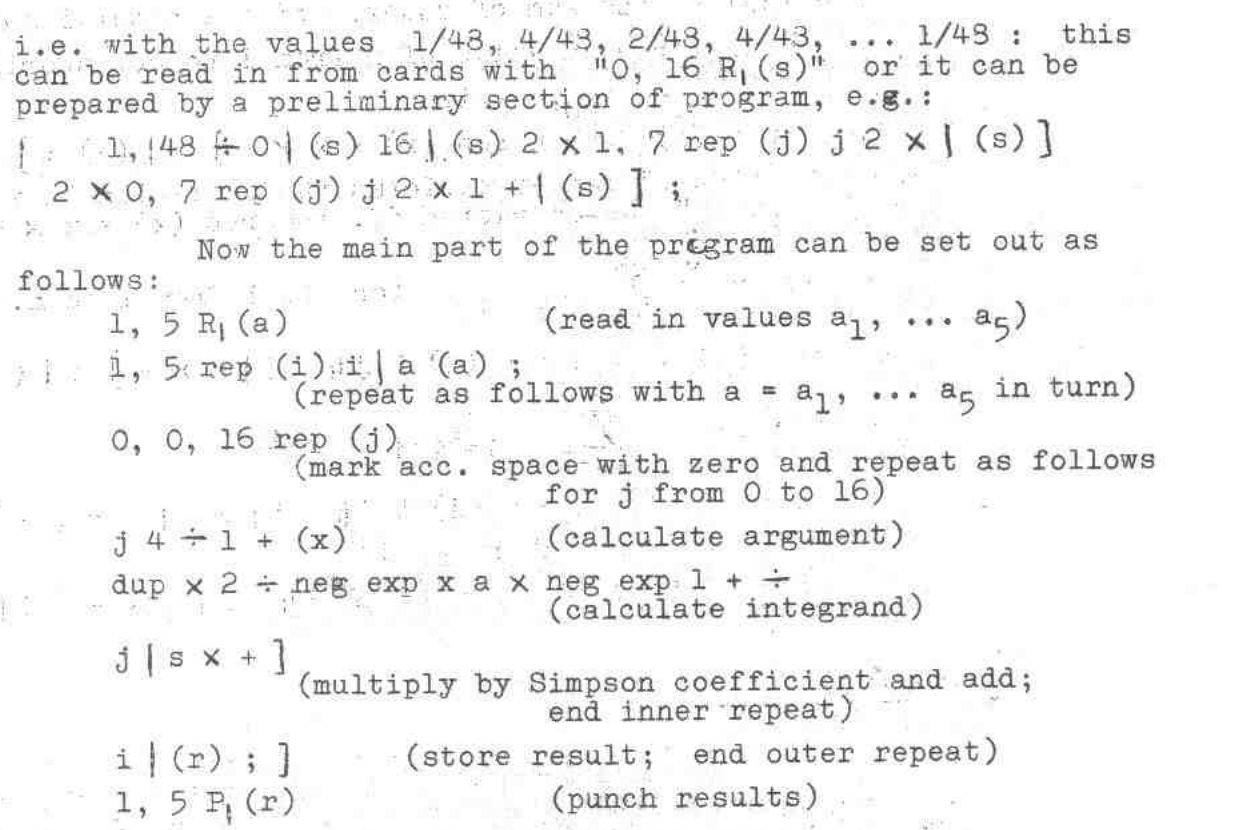 i.e. with the values 1/48, 4/48, 2/48, 4/48, ... 1/48 : this
can be read in from cards with "0, 16 R₁(s)" or it can be
prepared by a preliminary section of program, e.g.:
1, 48 ÷ 0 | (s) 16 | (s) 2 × 1, 7 rep (j) j 2 × | (s) ]
2 × 0, 7 rep (j) j 2 × 1 + | (s) ] ;
Now the main part of the program can be set out as
follows:
1, 5 R₁(a) (read in values a₁, ... a₅)
1, 5 rep (i) i | a (a) ;
(repeat as follows with a = a₁, ... a₅ in turn)
0, 0, 16 rep (j)
(mark acc. space with zero and repeat as follows
for j from 0 to 16)
j 4 ÷ 1 + (x) (calculate argument)
dup × 2 ÷ neg exp x a × neg exp 1 + ÷
(calculate integrand)
j | s × + ]
(multiply by Simpson coefficient and add;
end inner repeat)
i | (r) ; ] (store result; end outer repeat)
1, 5 P₁(r) (punch results)